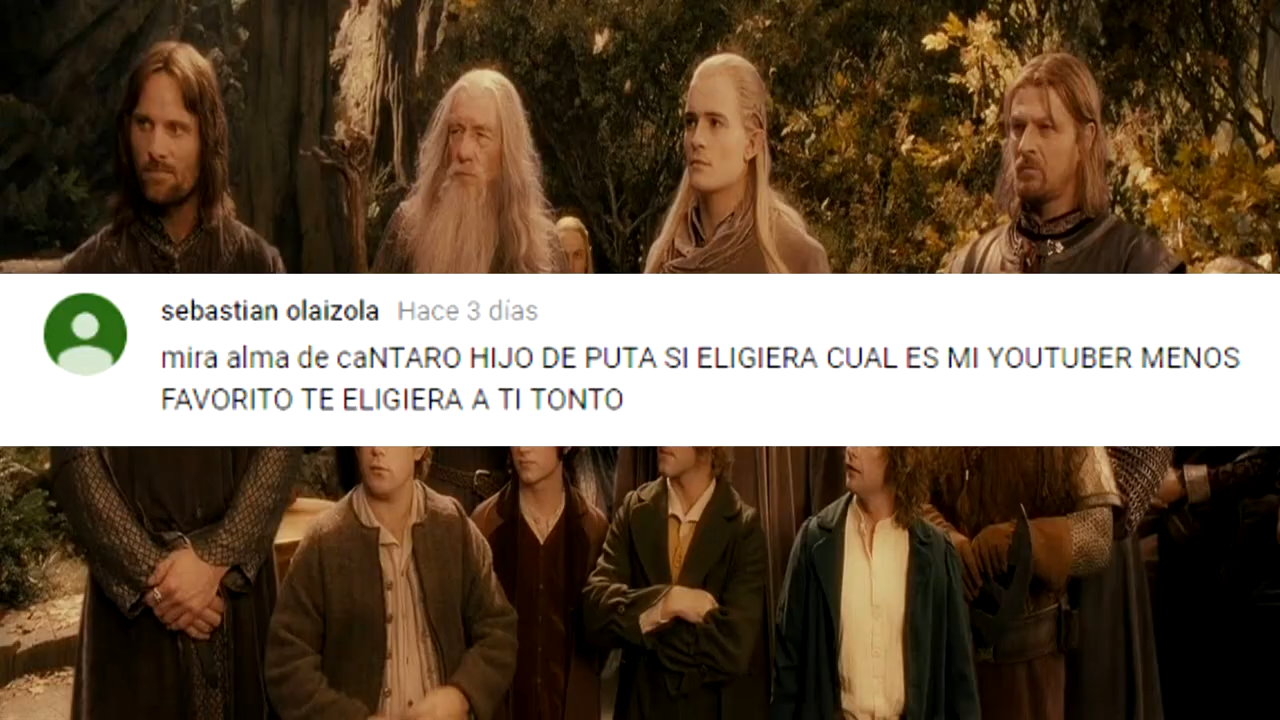 sebastian olaizola Hace 3 días
mira alma de caNTARO HIJO DE PUTA SI ELIGIERA CUAL ES MI YOUTUBER MENOS
FAVORITO TE ELIGIERA A TI TONTO